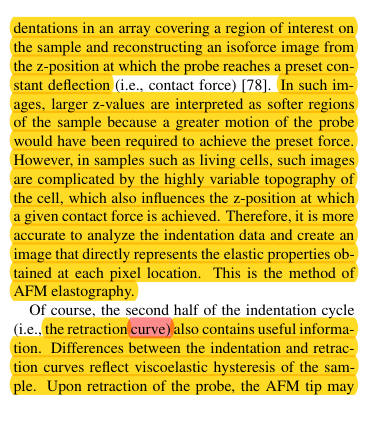 dentations in an array covering a region of interest on
the sample and reconstructing an isoforce image from
the z-position at which the probe reaches a preset con-
stant deflection (i.e., contact force) [78]. In such im-
ages, larger z-values are interpreted as softer regions
of the sample because a greater motion of the probe
would have been required to achieve the preset force.
However, in samples such as living cells, such images
are complicated by the highly variable topography of
the cell, which also influences the z-position at which
a given contact force is achieved. Therefore, it is more
accurate to analyze the indentation data and create an
image that directly represents the elastic properties ob-
tained at each pixel location. This is the method of
AFM elastography.
Of course, the second half of the indentation cycle
(i.e., the retraction curve) also contains useful informa-
tion. Differences between the indentation and retrac-
tion curves reflect viscoelastic hysteresis of the sam-
ple. Upon retraction of the probe, the AFM tip may